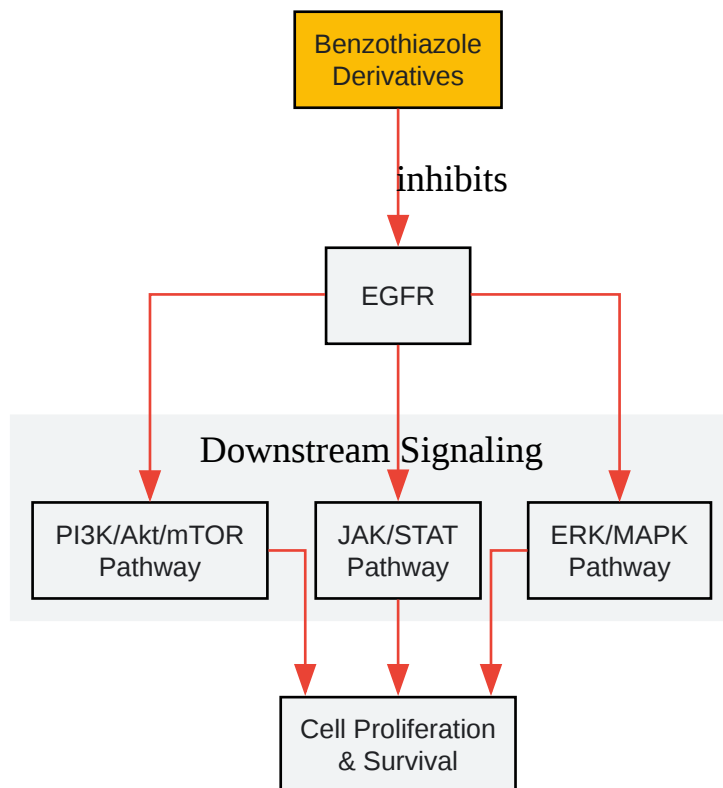 Benzothiazole
Derivatives
inhibits
EGFR
Downstream Signaling
PI3K/Akt/mTOR
Pathway
JAK/STAT
Pathway
ERK/MAPK
Pathway
Cell Proliferation
& Survival